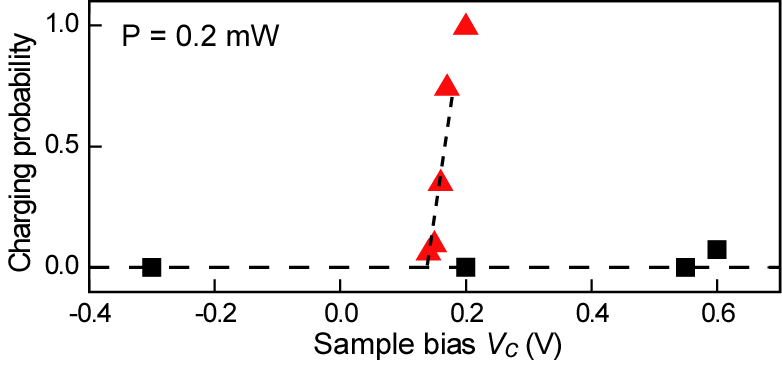 P = 0.2 mW
Charging probability
1.0
0.5
0.0
-0.4 -0.2 0.0 0.2 0.4 0.6
Sample bias VC (V)